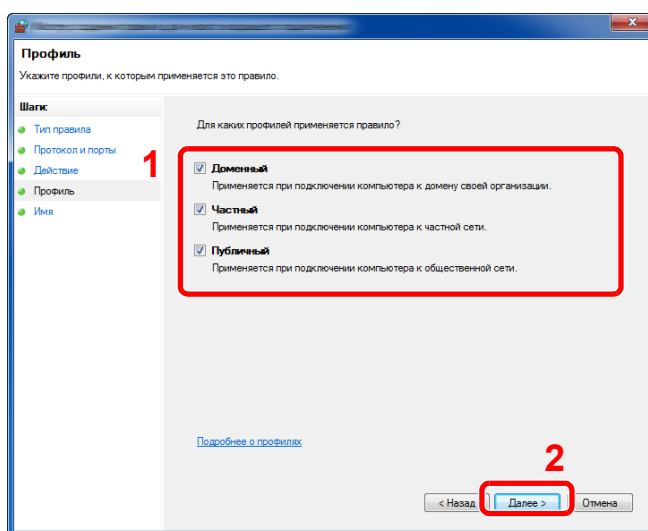 Профиль
Укажите профили, к которым применяется это правило.
Шаги:
Тип правила
Протокол и порты
Действие
Профиль
Имя
Для каких профилей применяется правило?
1
Доменный
Применяется при подключении компьютера к домену своей организации.
Частный
Применяется при подключении компьютера к частной сети.
Публичный
Применяется при подключении компьютера к общественной сети.
Подробнее о профилях
2
< Назад
Далее >
Отмена